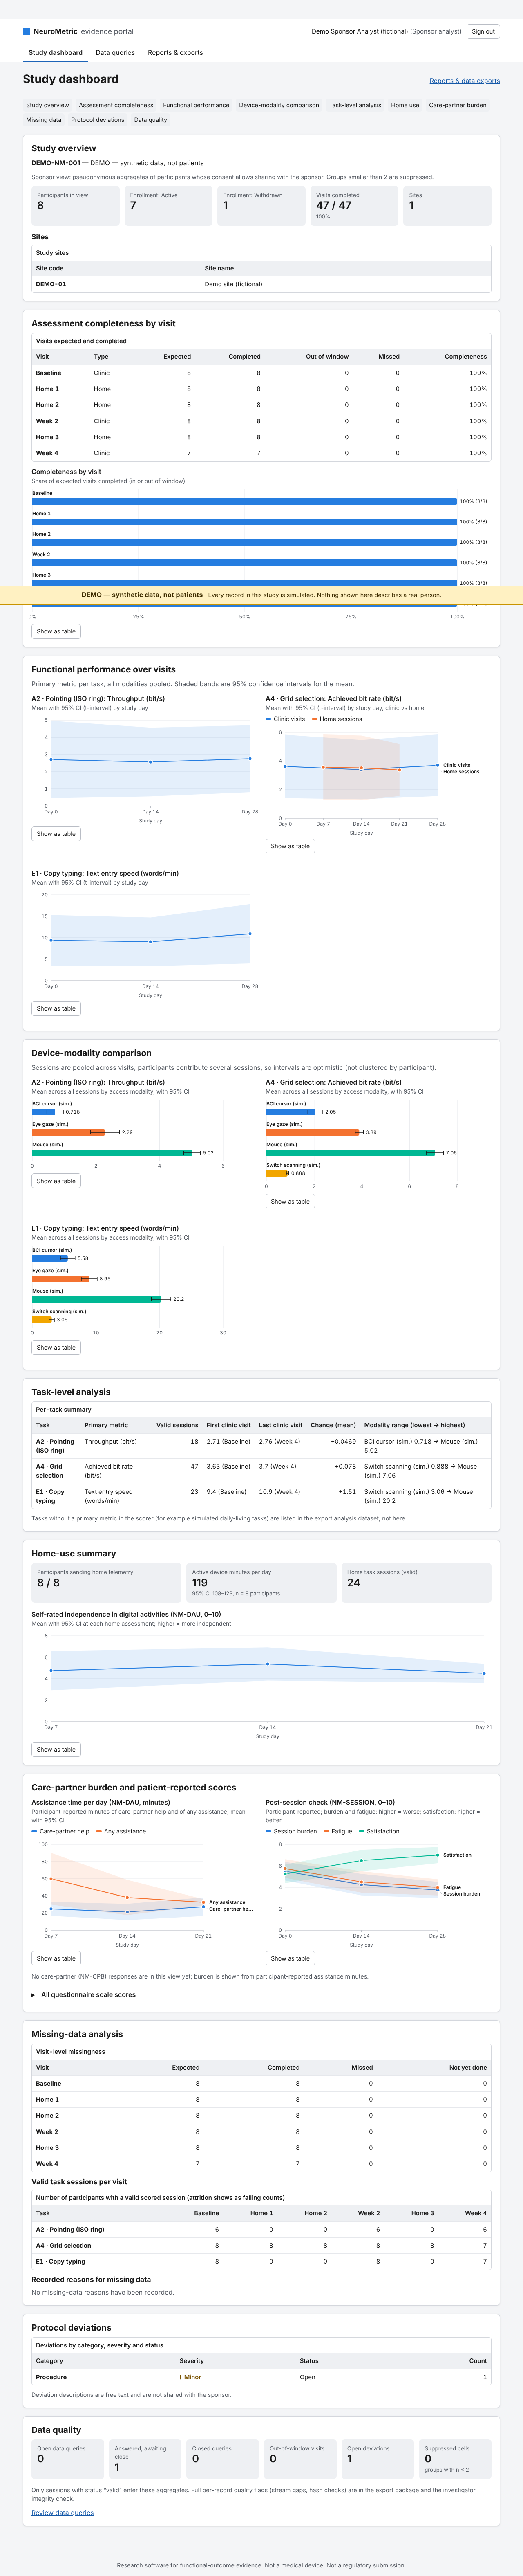 NeuroMetric evidence portal
Demo Sponsor Analyst (fictional) (Sponsor analyst) Sign out
Study dashboard Data queries Reports & exports
Study dashboard
Reports & data exports
Study overview Assessment completeness Functional performance Device-modality comparison Task-level analysis Home use Care-partner burden
Missing data Protocol deviations Data quality
Study overview
DEMO-NM-001 — DEMO — synthetic data, not patients
Sponsor view: pseudonymous aggregates of participants whose consent allows sharing with the sponsor. Groups smaller than 2 are suppressed.
Participants in view Enrollment: Active Enrollment: Withdrawn Visits completed Sites
8 7 1 47 / 47 1
100%
Sites
Study sites
Site code Site name
DEMO-01 Demo site (fictional)
Assessment completeness by visit
Visits expected and completed
Visit Type Expected Completed Out of window Missed Completeness
Baseline Clinic 8 8 0 0 100%
Home 1 Home 8 8 0 0 100%
Home 2 Home 8 8 0 0 100%
Week 2 Clinic 8 8 0 0 100%
Home 3 Home 8 8 0 0 100%
Week 4 Clinic 7 7 0 0 100%
Completeness by visit
Share of expected visits completed (in or out of window)
Baseline
100% (8/8)
Home 1
100% (8/8)
Home 2
100% (8/8)
Week 2
100% (8/8)
Home 3
100% (8/8)
DEMO — synthetic data, not patients Every record in this study is simulated. Nothing shown here describes a real person.
0% 25% 50% 75% 100%
Show as table
Functional performance over visits
Primary metric per task, all modalities pooled. Shaded bands are 95% confidence intervals for the mean.
A2 · Pointing (ISO ring): Throughput (bit/s)
Mean with 95% CI (t-interval) by study day
5
4
3
2
1
0
Day 0 Day 14 Day 28
Study day
Show as table
A4 · Grid selection: Achieved bit rate (bit/s)
Mean with 95% CI (t-interval) by study day, clinic vs home
Clinic visits Home sessions
6
4
2
0
Clinic visits
Home sessions
Day 0 Day 7 Day 14 Day 21 Day 28
Study day
Show as table
E1 · Copy typing: Text entry speed (words/min)
Mean with 95% CI (t-interval) by study day
20
15
10
5
0
Day 0 Day 14 Day 28
Study day
Show as table
Device-modality comparison
Sessions are pooled across visits; participants contribute several sessions, so intervals are optimistic (not clustered by participant).
A2 · Pointing (ISO ring): Throughput (bit/s)
Mean across all sessions by access modality, with 95% CI
BCI cursor (sim.)
0.718
Eye gaze (sim.)
2.29
Mouse (sim.)
5.02
0 2 4 6
Show as table
A4 · Grid selection: Achieved bit rate (bit/s)
Mean across all sessions by access modality, with 95% CI
BCI cursor (sim.)
2.05
Eye gaze (sim.)
3.89
Mouse (sim.)
7.06
Switch scanning (sim.)
0.888
0 2 4 6 8
Show as table
E1 · Copy typing: Text entry speed (words/min)
Mean across all sessions by access modality, with 95% CI
BCI cursor (sim.)
5.58
Eye gaze (sim.)
8.95
Mouse (sim.)
20.2
Switch scanning (sim.)
3.06
0 10 20 30
Show as table
Task-level analysis
Per-task summary
Task Primary metric Valid sessions First clinic visit Last clinic visit Change (mean) Modality range (lowest → highest)
A2 · Pointing (ISO ring) Throughput (bit/s) 18 2.71 (Baseline) 2.76 (Week 4) +0.0469 BCI cursor (sim.) 0.718 → Mouse (sim.) 5.02
A4 · Grid selection Achieved bit rate (bit/s) 47 3.63 (Baseline) 3.7 (Week 4) +0.078 Switch scanning (sim.) 0.888 → Mouse (sim.) 7.06
E1 · Copy typing Text entry speed (words/min) 23 9.4 (Baseline) 10.9 (Week 4) +1.51 Switch scanning (sim.) 3.06 → Mouse (sim.) 20.2
Tasks without a primary metric in the scorer (for example simulated daily-living tasks) are listed in the export analysis dataset, not here.
Home-use summary
Participants sending home telemetry Active device minutes per day Home task sessions (valid)
8 / 8 119 24
95% CI 108–129, n = 8 participants
Self-rated independence in digital activities (NM-DAU, 0–10)
Mean with 95% CI at each home assessment; higher = more independent
8
6
4
2
0
Day 7 Day 14 Day 21
Study day
Show as table
Care-partner burden and patient-reported scores
Assistance time per day (NM-DAU, minutes)
Participant-reported minutes of care-partner help and of any assistance; mean
with 95% CI
Care-partner help Any assistance
100
80
60
40
20
0
Any assistance
Care-partner he...
Day 7 Day 14 Day 21
Study day
Show as table
Post-session check (NM-SESSION, 0–10)
Participant-reported; burden and fatigue: higher = worse; satisfaction: higher =
better
Session burden Fatigue Satisfaction
8
6
4
2
0
Satisfaction
Fatigue
Session burden
Day 0 Day 14 Day 28
Study day
Show as table
No care-partner (NM-CPB) responses are in this view yet; burden is shown from participant-reported assistance minutes.
▸ All questionnaire scale scores
Missing-data analysis
Visit-level missingness
Visit Expected Completed Missed Not yet done
Baseline 8 8 0 0
Home 1 8 8 0 0
Home 2 8 8 0 0
Week 2 8 8 0 0
Home 3 8 8 0 0
Week 4 7 7 0 0
Valid task sessions per visit
Number of participants with a valid scored session (attrition shows as falling counts)
Task Baseline Home 1 Home 2 Week 2 Home 3 Week 4
A2 · Pointing (ISO ring) 6 0 0 6 0 6
A4 · Grid selection 8 8 8 8 8 7
E1 · Copy typing 8 0 0 8 0 7
Recorded reasons for missing data
No missing-data reasons have been recorded.
Protocol deviations
Deviations by category, severity and status
Category Severity Status Count
Procedure ! Minor Open 1
Deviation descriptions are free text and are not shared with the sponsor.
Data quality
Open data queries Answered, awaiting close Closed queries Out-of-window visits Open deviations Suppressed cells
0 1 0 0 1 0
groups with n < 2
Only sessions with status "valid" enter these aggregates. Full per-record quality flags (stream gaps, hash checks) are in the export package and the investigator
integrity check.
Review data queries
Research software for functional-outcome evidence. Not a medical device. Not a regulatory submission.